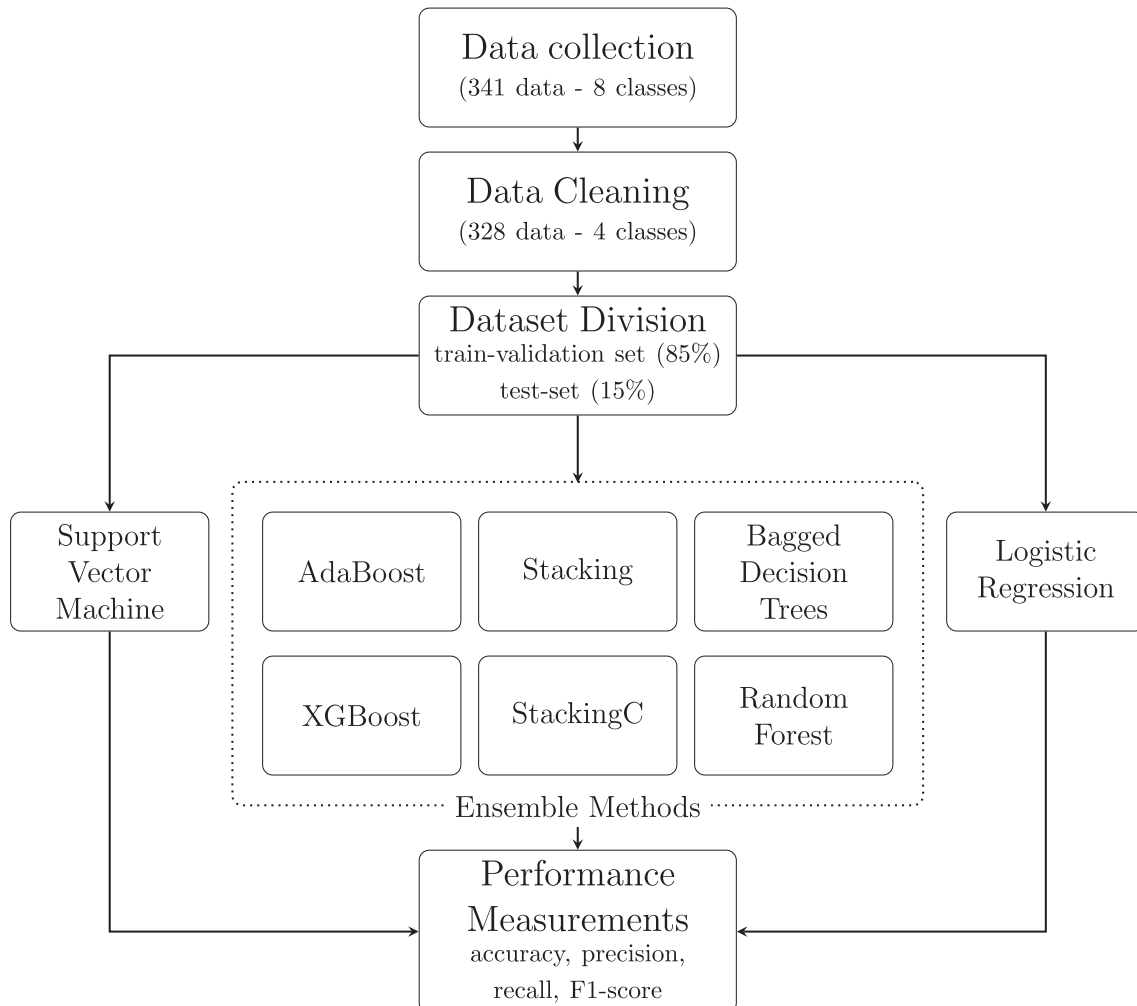 Data collection
(341 data - 8 classes)
Data Cleaning
(328 data - 4 classes)
Dataset Division
train-validation set (85%)
test-set (15%)
Support
Vector
Machine
AdaBoost
Stacking
Bagged
Decision
Trees
Logistic
Regression
XGBoost
StackingC
Random
Forest
Ensemble Methods
Performance
Measurements
accuracy, precision,
recall, F1-score